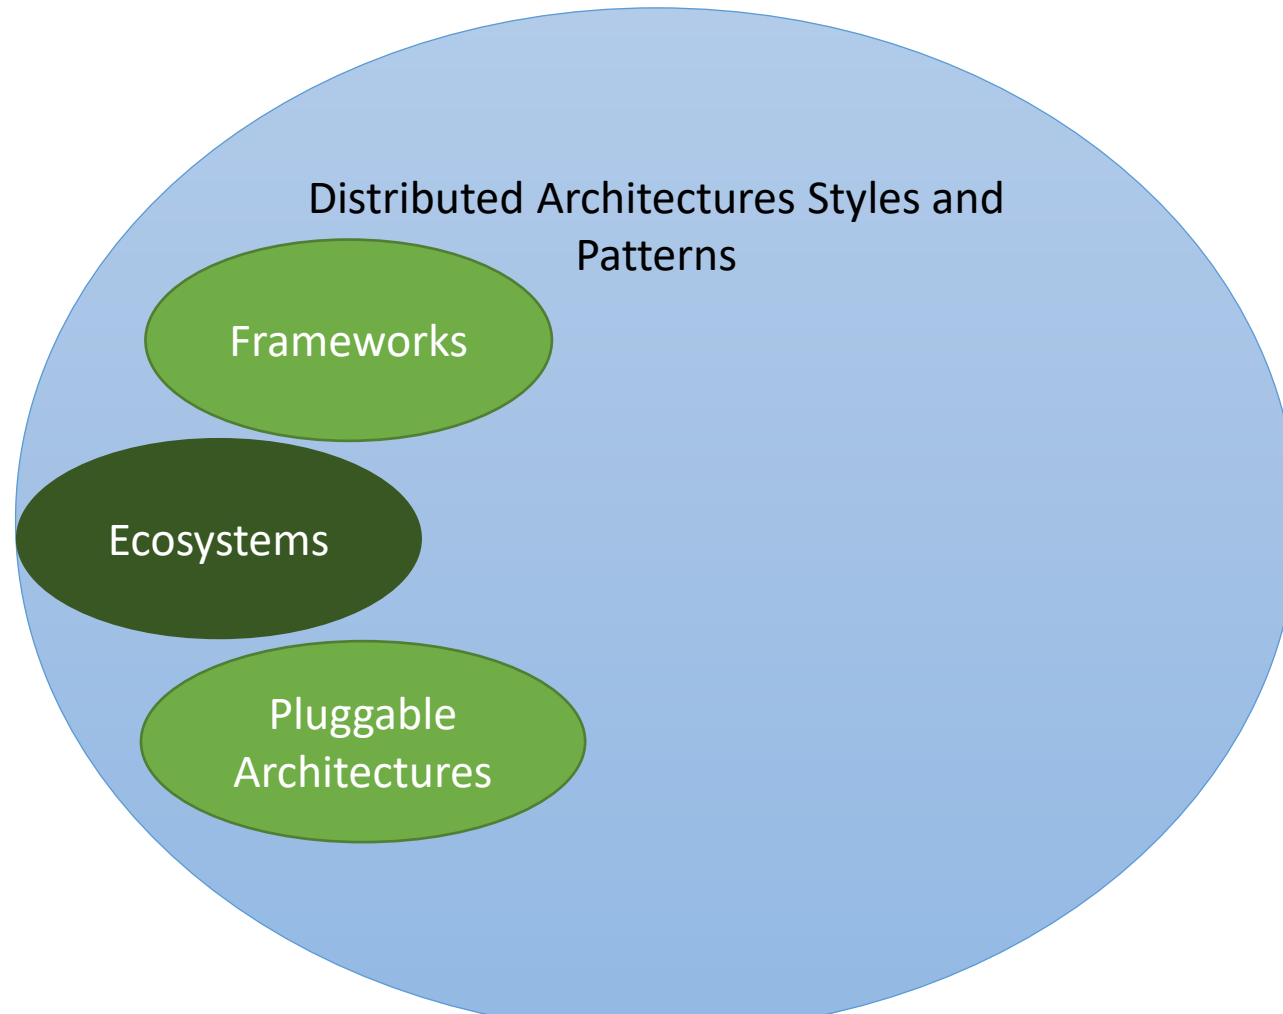 Distributed Architectures Styles and
Patterns
Frameworks
Ecosystems
Pluggable
Architectures